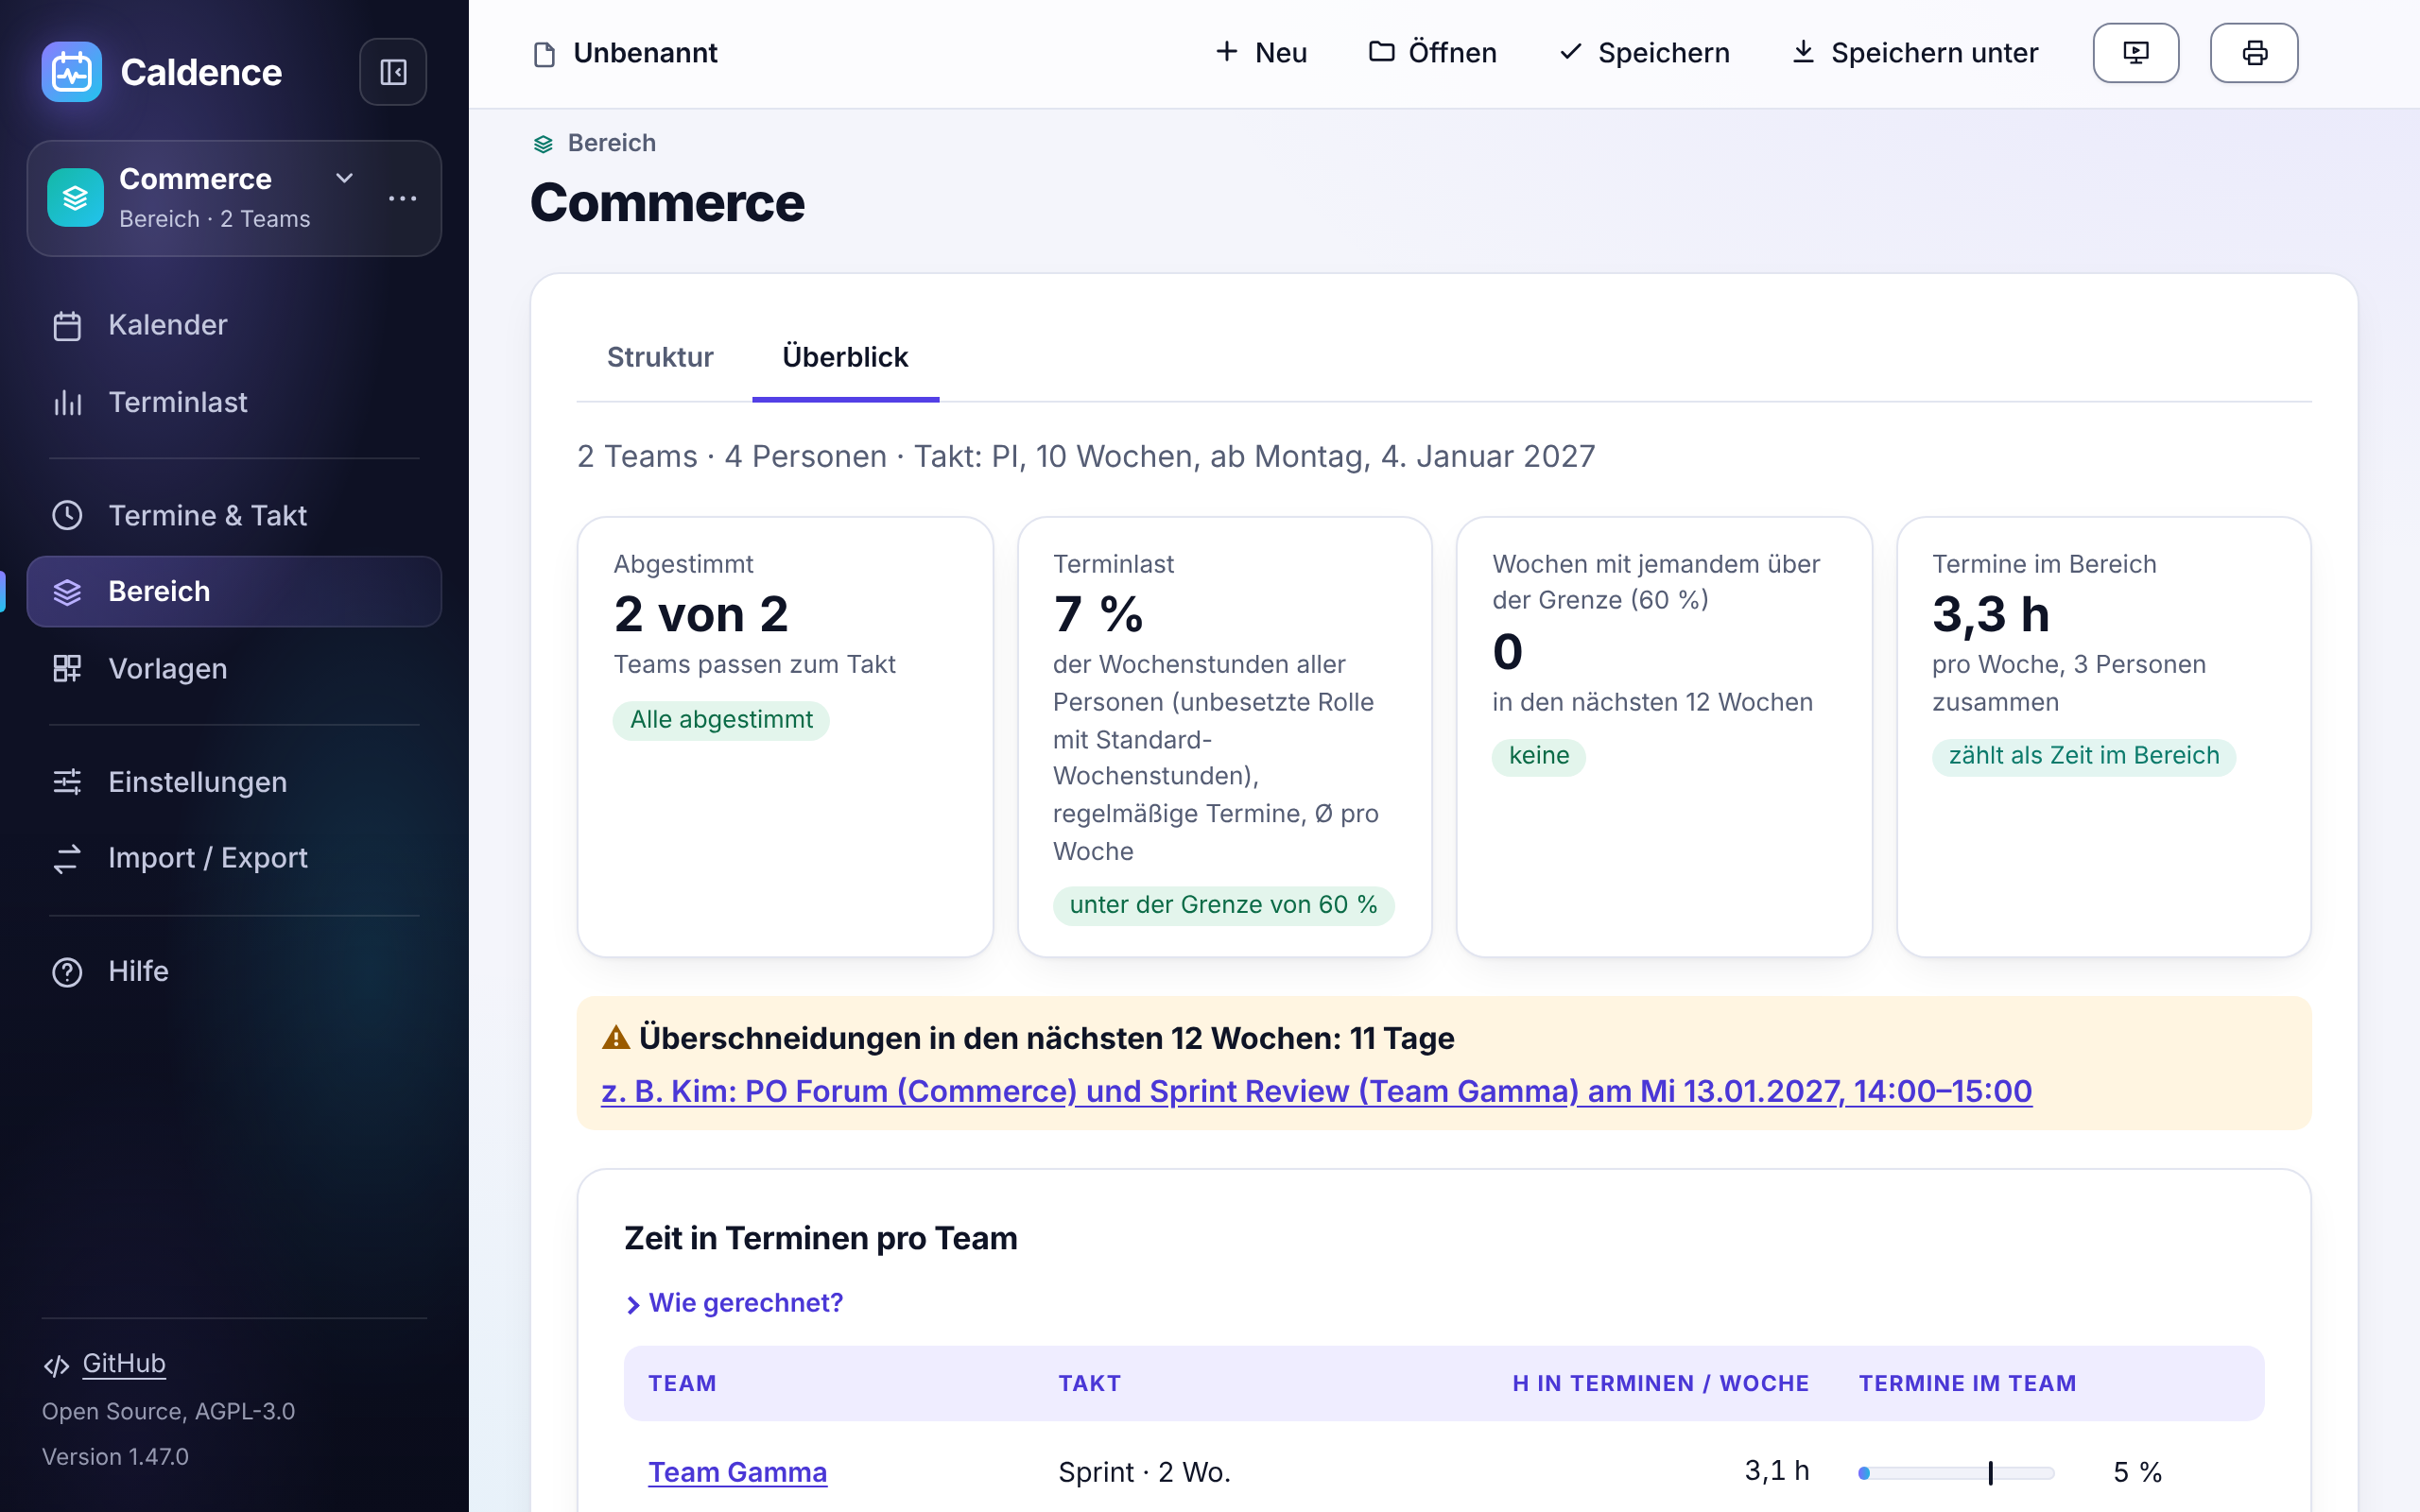 Caldence
Commerce
Bereich · 2 Teams
Kalender
Terminlast
Termine & Takt
Bereich
Vorlagen
Einstellungen
Import / Export
Hilfe
GitHub
Open Source, AGPL-3.0
Version 1.47.0
Unbenannt
Neu
Öffnen
Speichern
Speichern unter
Bereich
Commerce
Struktur
Überblick
2 Teams · 4 Personen · Takt: PI, 10 Wochen, ab Montag, 4. Januar 2027
Abgestimmt
2 von 2
Teams passen zum Takt
Alle abgestimmt
Terminlast
7 %
der Wochenstunden aller
Personen (unbesetzte Rolle
mit Standard-
Wochenstunden),
regelmäßige Termine, Ø pro
Woche
unter der Grenze von 60 %
Wochen mit jemandem über
der Grenze (60 %)
0
in den nächsten 12 Wochen
keine
Termine im Bereich
3,3 h
pro Woche, 3 Personen
zusammen
zählt als Zeit im Bereich
Überschneidungen in den nächsten 12 Wochen: 11 Tage
z. B. Kim: PO Forum (Commerce) und Sprint Review (Team Gamma) am Mi 13.01.2027, 14:00–15:00
Zeit in Terminen pro Team
Wie gerechnet?
TEAM
TAKT
H IN TERMINEN / WOCHE
TERMINE IM TEAM
Team Gamma
Sprint · 2 Wo.
3,1 h
5 %